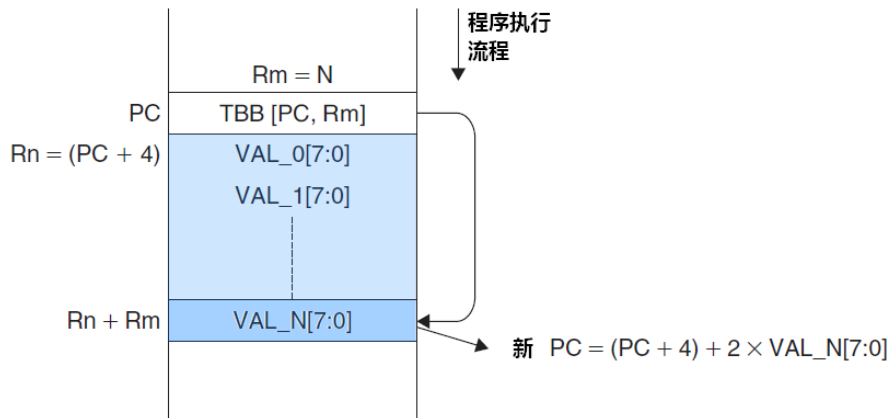 程序执行
流程
Rm = N
PC
TBB [PC, Rm]
Rn = (PC + 4)
VAL_0[7:0]
VAL_1[7:0]
Rn + Rm
VAL_N[7:0]
新 PC = (PC + 4) + 2 × VAL_N[7:0]